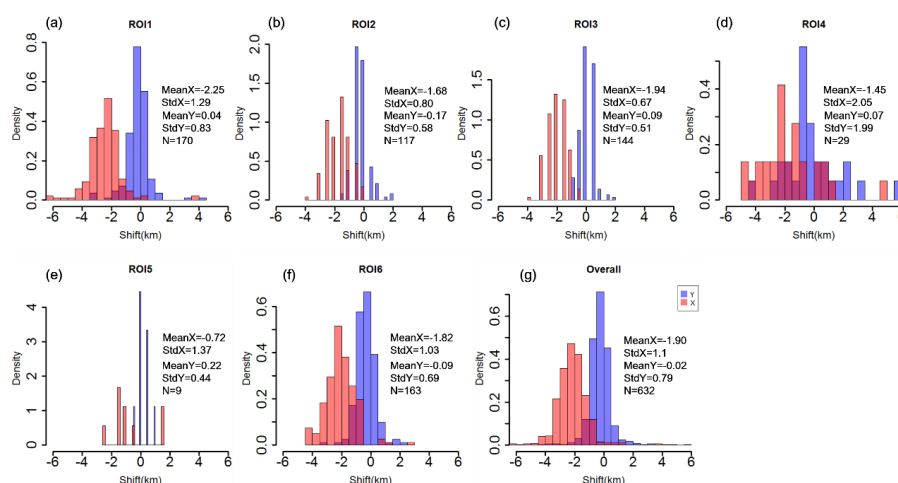 (a)
ROI1
Density
0.0
0.2
0.4
0.6
0.8
MeanX=-2.25
StdX=1.29
MeanY=0.04
StdY=0.83
N=170
-6 -4 -2 0 2 4 6
Shift(km)
(b)
ROI2
Density
0.0
0.5
1.0
1.5
2.0
MeanX=-1.68
StdX=0.80
MeanY=-0.17
StdY=0.58
N=117
-6 -4 -2 0 2 4 6
Shift(km)
(c)
ROI3
Density
0.0
0.5
1.0
1.5
MeanX=-1.94
StdX=0.67
MeanY=0.09
StdY=0.51
N=144
-6 -4 -2 0 2 4 6
Shift(km)
(d)
ROI4
Density
0.0
0.2
0.4
MeanX=-1.45
StdX=2.05
MeanY=0.07
StdY=1.99
N=29
-6 -4 -2 0 2 4 6
Shift(km)
(e)
ROI5
Density
0
1
2
3
4
MeanX=-0.72
StdX=1.37
MeanY=0.22
StdY=0.44
N=9
-6 -4 -2 0 2 4 6
Shift(km)
(f)
ROI6
Density
0.0
0.2
0.4
0.6
MeanX=-1.82
StdX=1.03
MeanY=-0.09
StdY=0.69
N=163
-6 -4 -2 0 2 4 6
Shift(km)
(g)
Overall
Y
X
Density
0.0
0.2
0.4
0.6
MeanX=-1.90
StdX=1.1
MeanY=-0.02
StdY=0.79
N=632
-6 -4 -2 0 2 4 6
Shift(km)